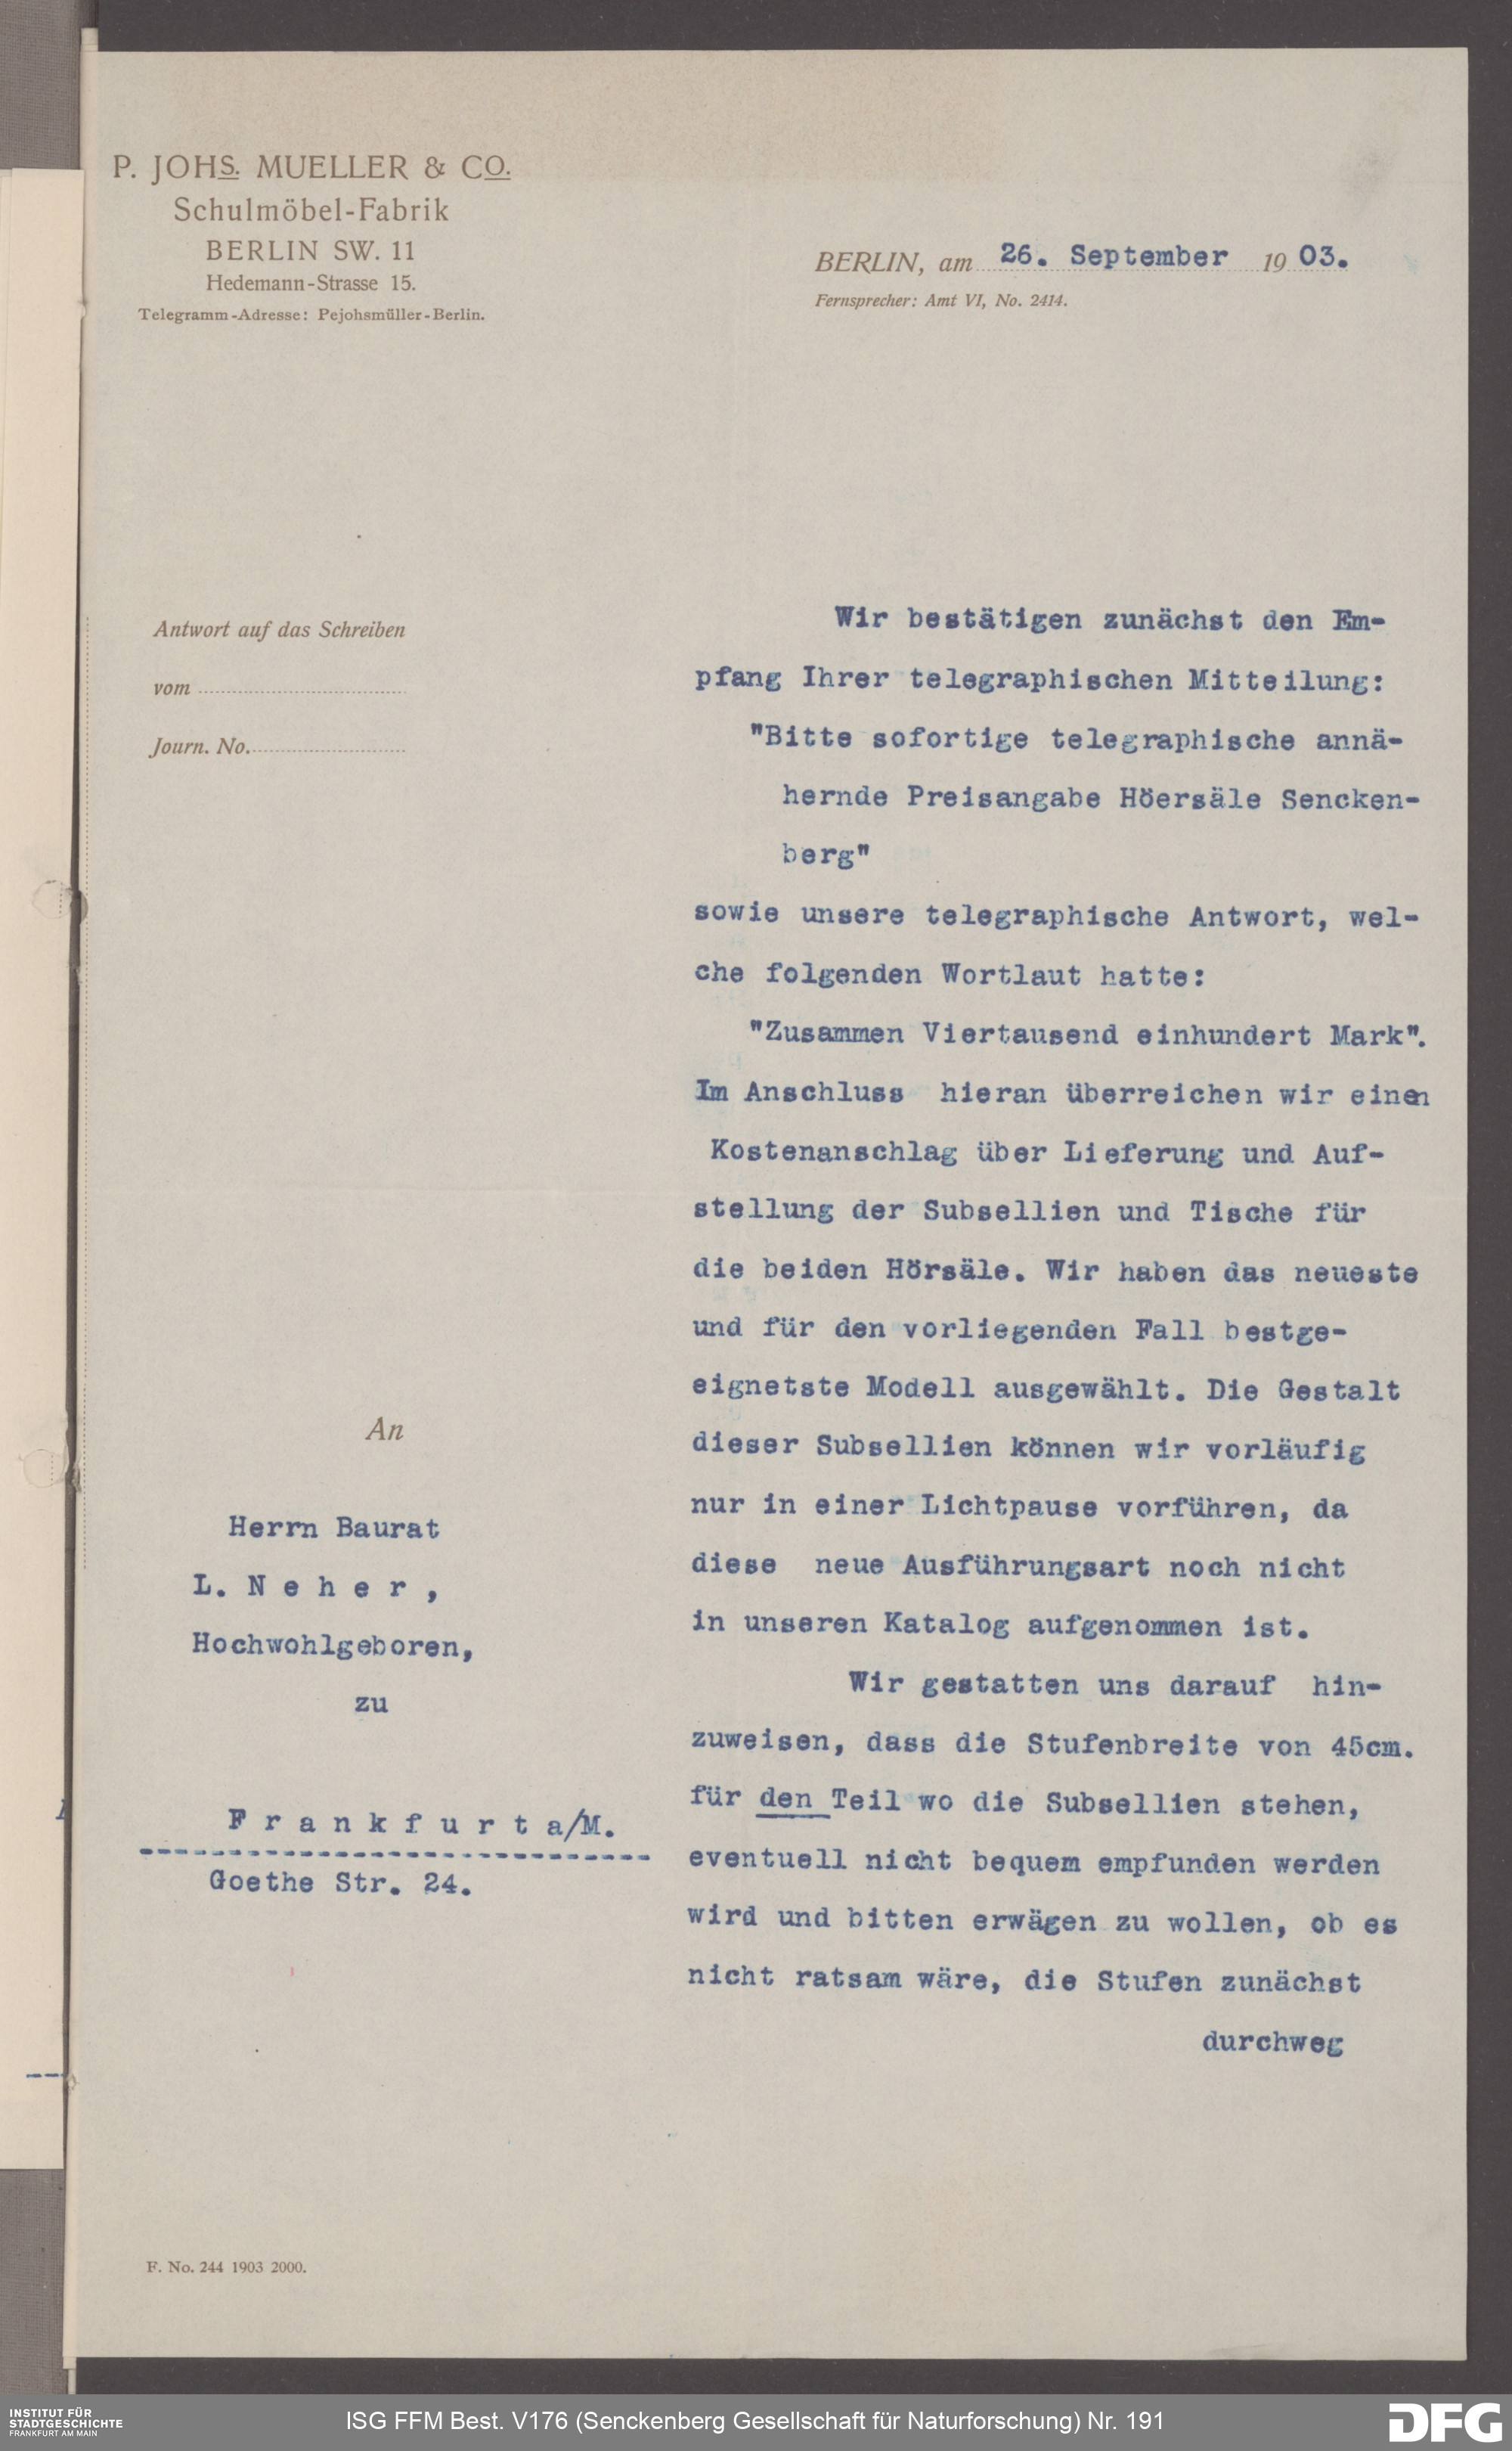 P. JOHS. MUELLER & CO.
Schulmöbel-Fabrik
BERLIN SW. 11
Hedemann-Strasse 15.
Telegramm-Adresse: Pejohsmüller-Berlin.
BERLIN, am 26. September 1903.
Fernsprecher: Amt VI, No. 2414.
Antwort auf das Schreiben
vom
Journ. No.
An
Herrn Baurat
L. N e h e r ,
Hochwohlgeboren,
zu
F r a n k f u r t a/M.
Goethe Str. 24.
Wir bestätigen zunächst den Em-
pfang Ihrer telegraphischen Mitteilung:
"Bitte sofortige telegraphische annä-
hernde Preisangabe Höersäle Sencken-
berg"
sowie unsere telegraphische Antwort, wel-
che folgenden Wortlaut hatte:
"Zusammen Viertausend einhundert Mark".
Im Anschluss hieran überreichen wir einen
Kostenanschlag über Lieferung und Auf-
stellung der Subsellien und Tische für
die beiden Hörsäle. Wir haben das neueste
und für den vorliegenden Fall bestge-
eignetste Modell ausgewählt. Die Gestalt
dieser Subsellien können wir vorläufig
nur in einer Lichtpause vorführen, da
diese neue Ausführungsart noch nicht
in unseren Katalog aufgenommen ist.
Wir gestatten uns darauf hin-
zuweisen, dass die Stufenbreite von 45cm.
für den Teil wo die Subsellien stehen,
eventuell nicht bequem empfunden werden
wird und bitten erwägen zu wollen, ob es
nicht ratsam wäre, die Stufen zunächst
durchweg
F. No. 244 1903 2000.
INSTITUT FÜR
STADTGESCHICHTE
FRANKFURT AM MAIN
ISG FFM Best. V176 (Senckenberg Gesellschaft für Naturforschung) Nr. 191
DFG